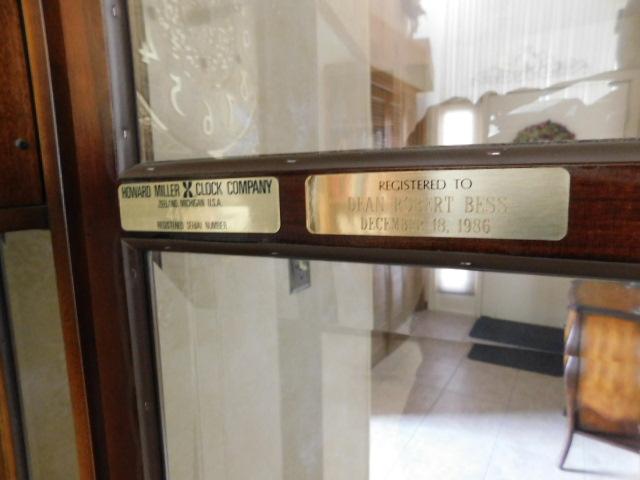 HOWARD MILLER CLOCK COMPANY
ZEELAND, MICHIGAN U.S.A.
REGISTERED SERIAL NUMBER
REGISTERED TO
DEAN ROBERT BESS
DECEMBER 18, 1986